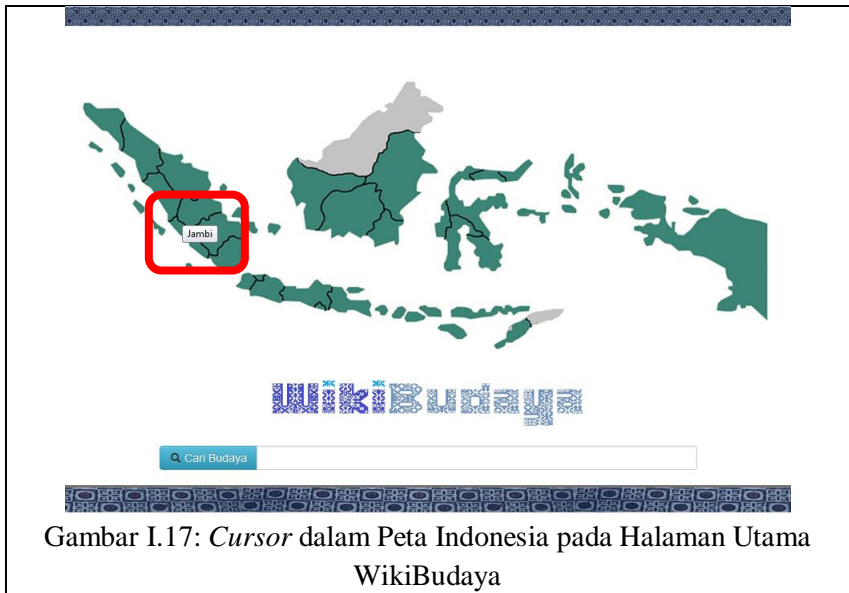 Jambi
WikiBudaya
Cari Budaya
Gambar I.17: Cursor dalam Peta Indonesia pada Halaman Utama
WikiBudaya